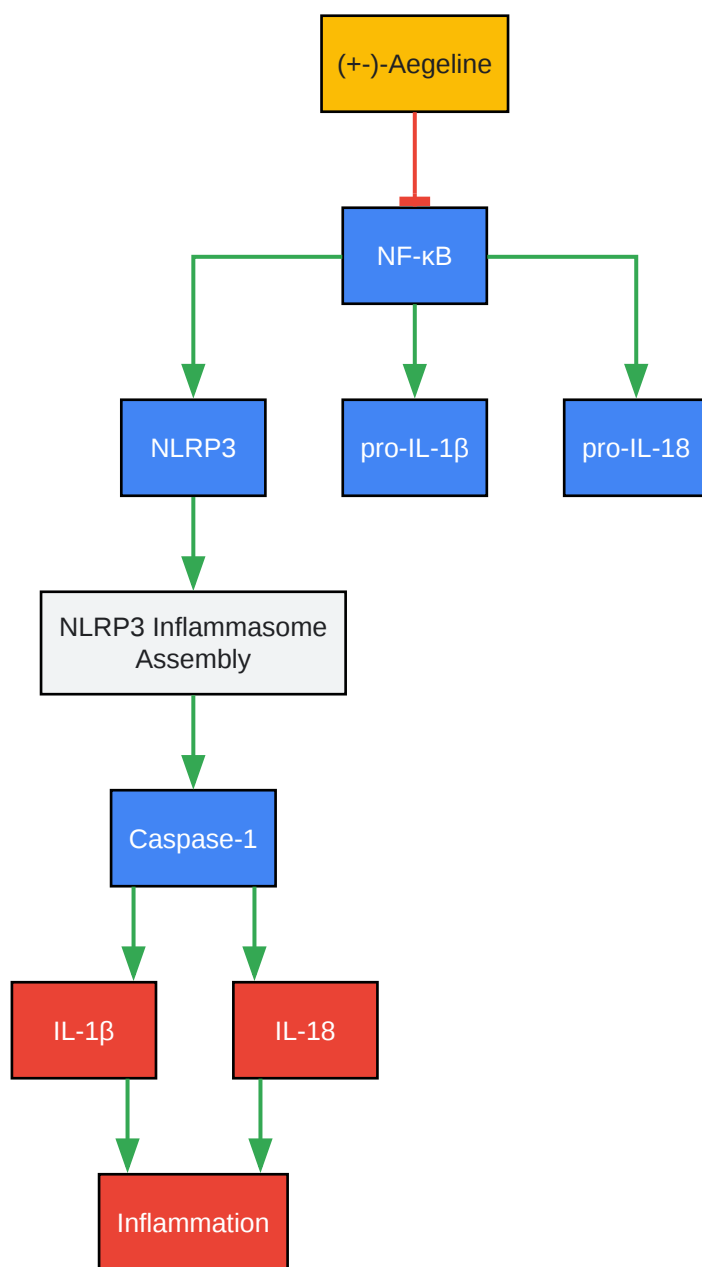 (+-)-Aegeline
NF-κB
NLRP3
pro-IL-1β
pro-IL-18
NLRP3 Inflammasome
Assembly
Caspase-1
IL-1β
IL-18
Inflammation